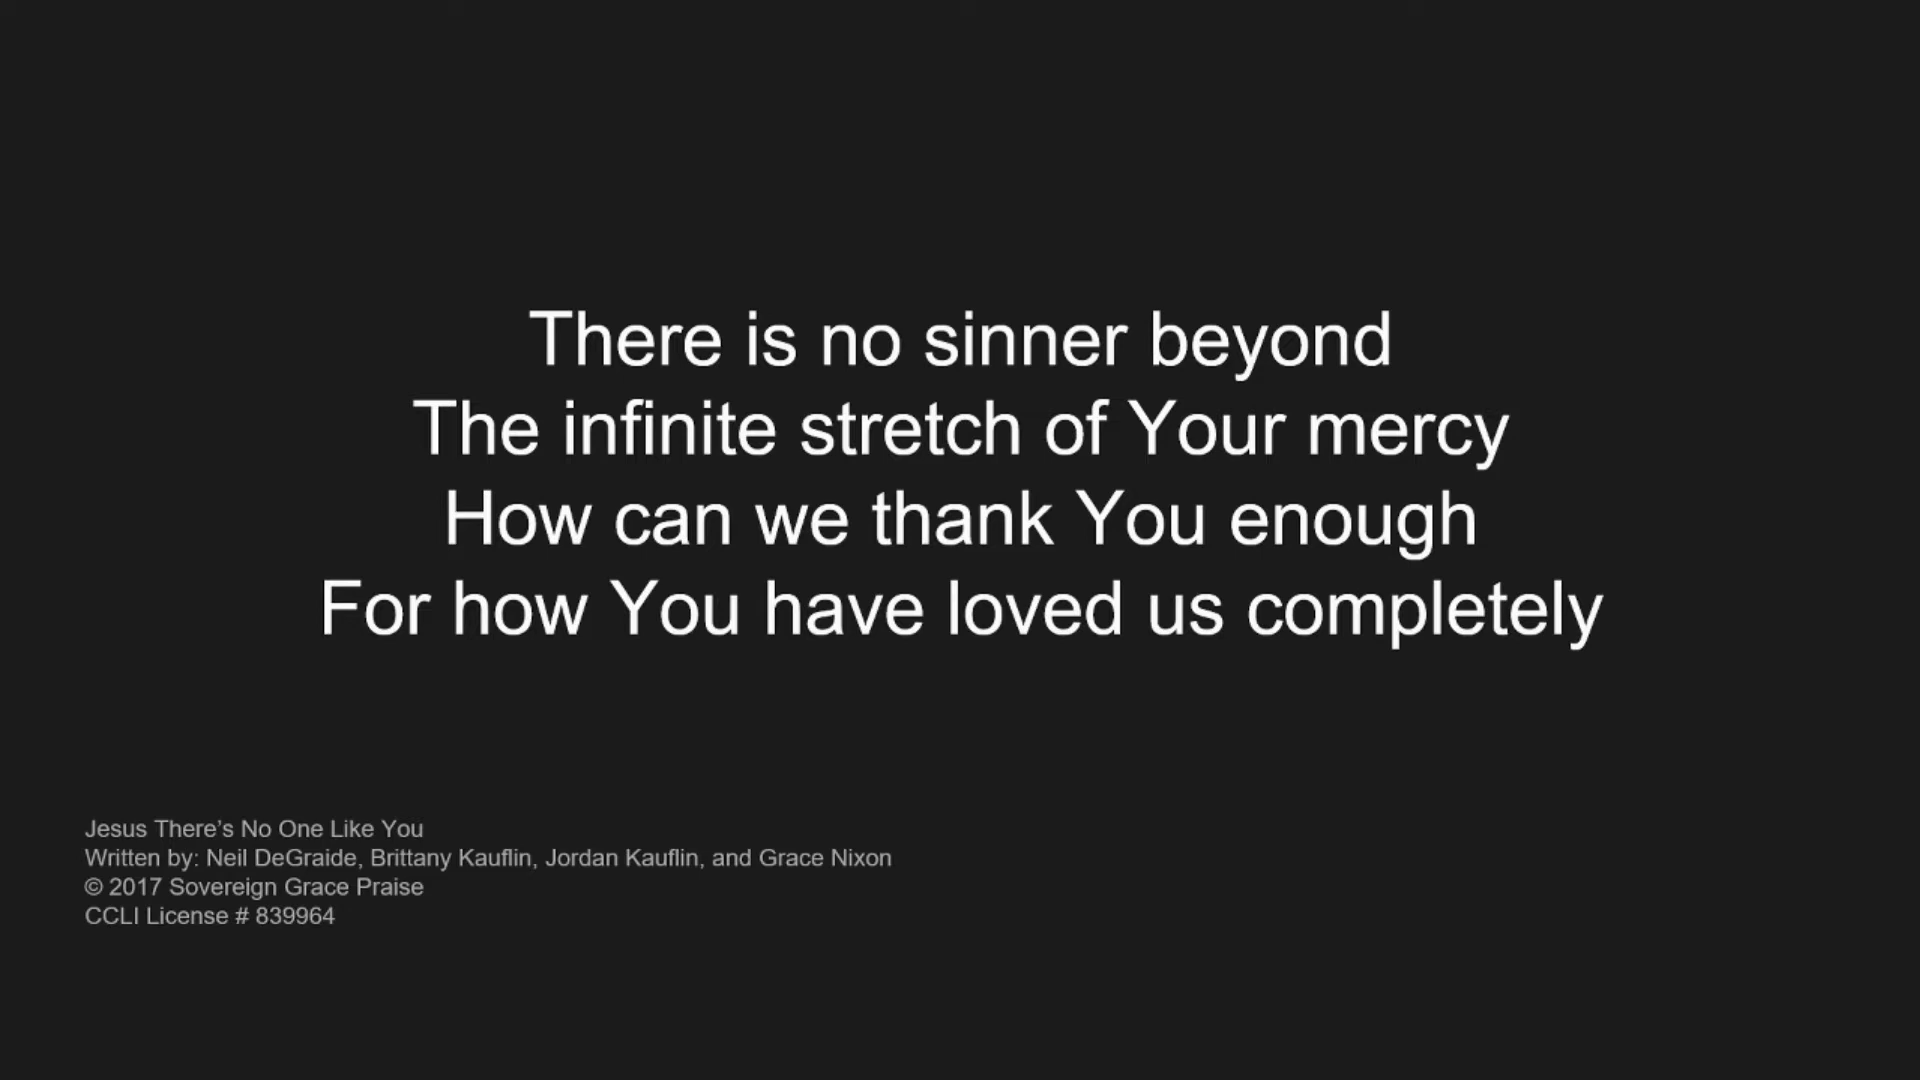 There is no sinner beyond
The infinite stretch of Your mercy
How can we thank You enough
For how You have loved us completely
Jesus There’s No One Like You
Written by: Neil DeGraide, Brittany Kauflin, Jordan Kauflin, and Grace Nixon
© 2017 Sovereign Grace Praise
CCLI License # 839964